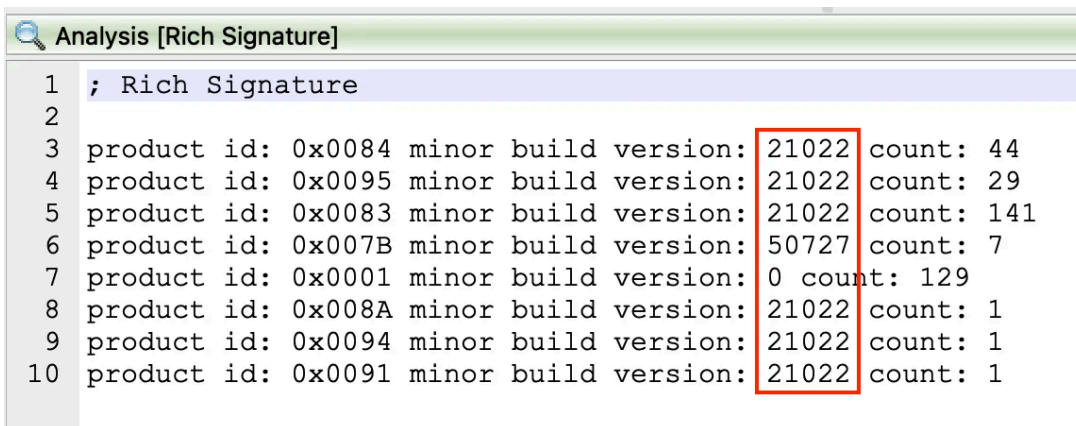 Analysis [Rich Signature]
1 ; Rich Signature
2
3 product id: 0x0084 minor build version: 21022 count: 44
4 product id: 0x0095 minor build version: 21022 count: 29
5 product id: 0x0083 minor build version: 21022 count: 141
6 product id: 0x007B minor build version: 50727 count: 7
7 product id: 0x0001 minor build version: 0 count: 129
8 product id: 0x008A minor build version: 21022 count: 1
9 product id: 0x0094 minor build version: 21022 count: 1
10 product id: 0x0091 minor build version: 21022 count: 1